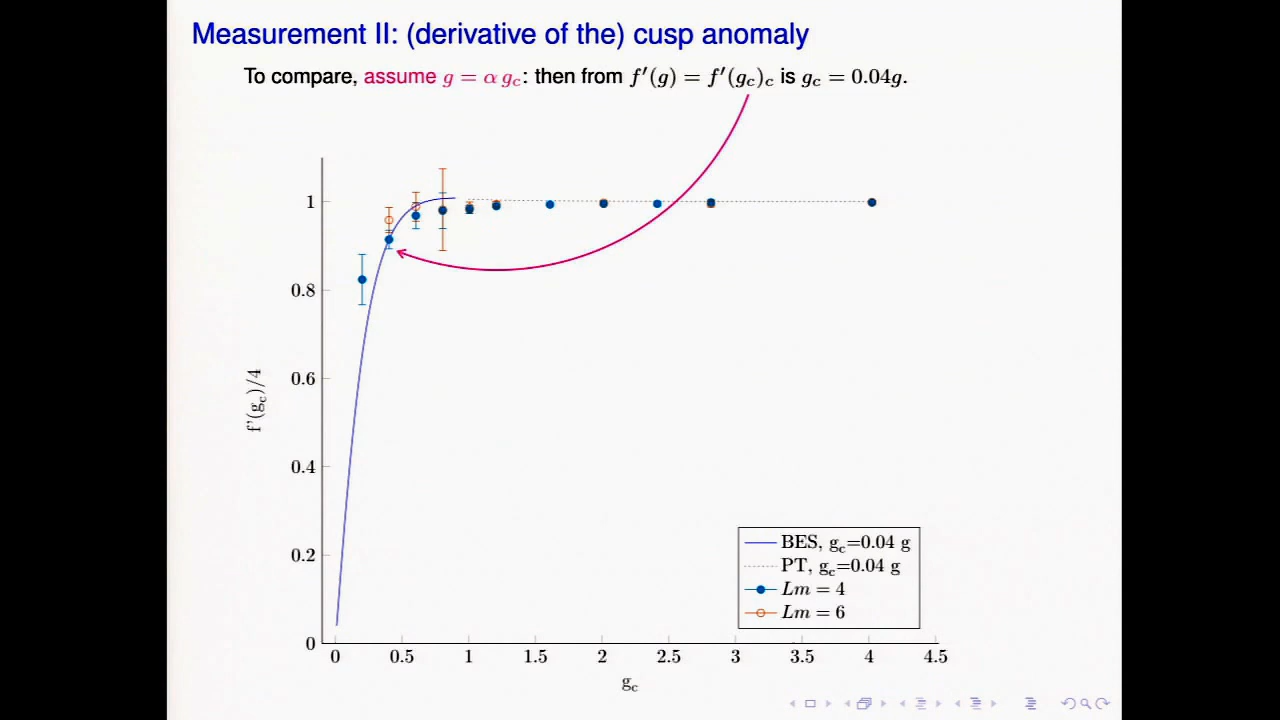 Measurement II: (derivative of the) cusp anomaly
To compare, assume g = α g_c: then from f′(g) = f′(g_c)_c is g_c = 0.04g.
1
0.8
0.6
0.4
0.2
0
f'(g_c)/4
0 0.5 1 1.5 2 2.5 3 3.5 4 4.5
g_c
BES, g_c=0.04 g
PT, g_c=0.04 g
Lm = 4
Lm = 6